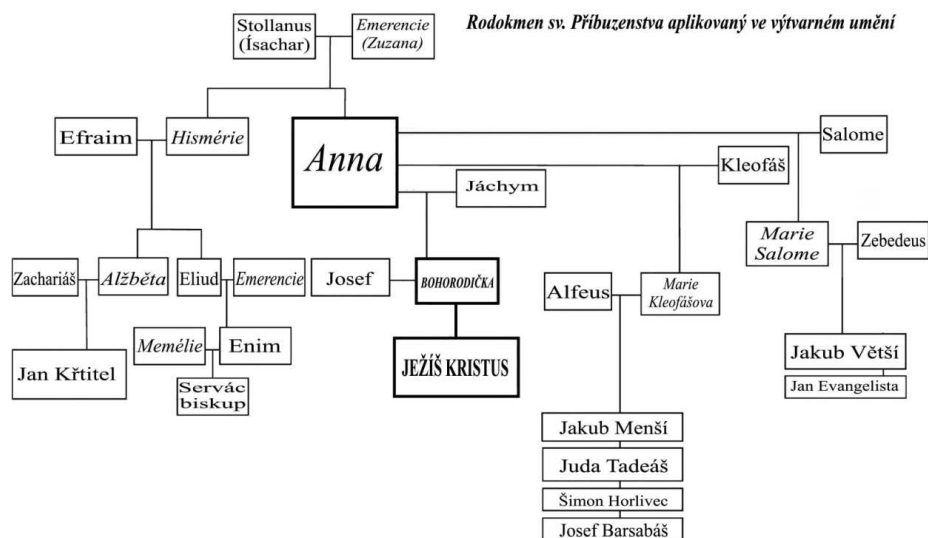 Rodokmen sv. Příbuzenstva aplikovaný ve výtvarném umění
Stollanus
(Ísachar)
Emerencie
(Zuzana)
Efraim
Hismérie
Anna
Salome
Kleofáš
Jáchym
Marie
Salome
Zebedeus
Zachariáš
Alžběta
Eliud
Emerencie
Josef
BOHORODIČKA
Alfeus
Marie
Kleofášova
Memélie
Enim
Jan Křtitel
Servác
biskup
JEŽÍŠ KRISTUS
Jakub Větší
Jan Evangelista
Jakub Menší
Juda Tadeáš
Šimon Horlivec
Josef Barsabáš